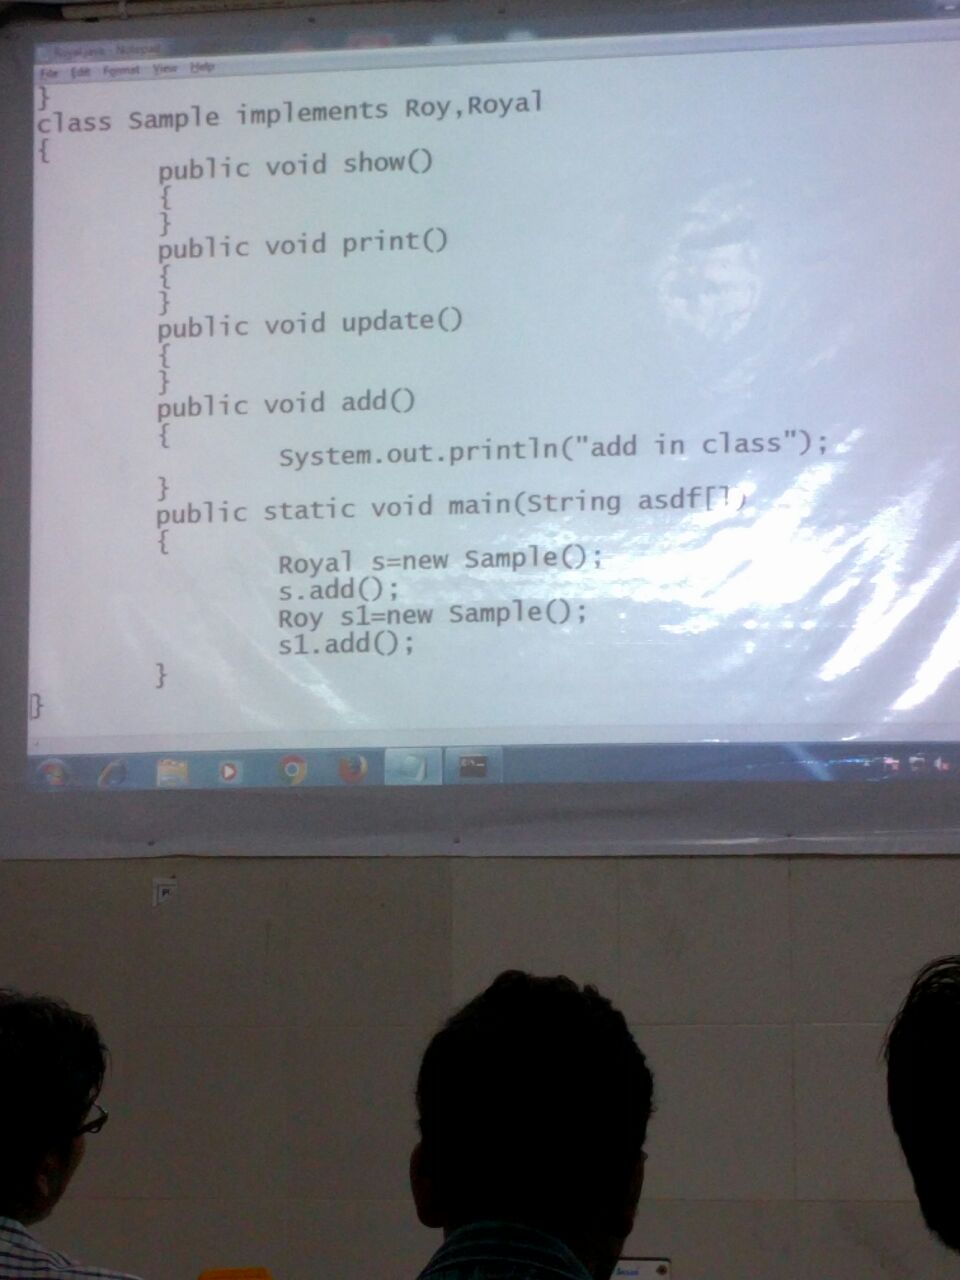 Royal.java - Notepad
File Edit Format View Help
}
class Sample implements Roy,Royal
{
public void show()
{
}
public void print()
{
}
public void update()
{
}
public void add()
{
System.out.println("add in class");
}
public static void main(String asdf[])
{
Royal s=new Sample();
s.add();
Roy s1=new Sample();
s1.add();
}
}